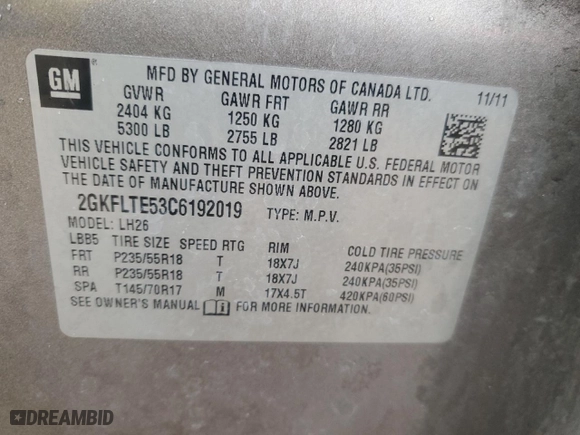 GM
MFD BY GENERAL MOTORS OF CANADA LTD.
GVWR GAWR FRT GAWR RR 11/11
2404 KG 1250 KG 1280 KG
5300 LB 2755 LB 2821 LB
THIS VEHICLE CONFORMS TO ALL APPLICABLE U.S. FEDERAL MOTOR
VEHICLE SAFETY AND THEFT PREVENTION STANDARDS IN EFFECT ON
THE DATE OF MANUFACTURE SHOWN ABOVE.
2GKFLTE53C6192019 TYPE: M.P.V.
MODEL: LH26
LBB5 TIRE SIZE SPEED RTG RIM COLD TIRE PRESSURE
FRT P235/55R18 T 18X7J 240KPA(35PSI)
RR P235/55R18 T 18X7J 240KPA(35PSI)
SPA T145/70R17 M 17X4.5T 420KPA(60PSI)
SEE OWNER'S MANUAL FOR MORE INFORMATION.
DREAMBID